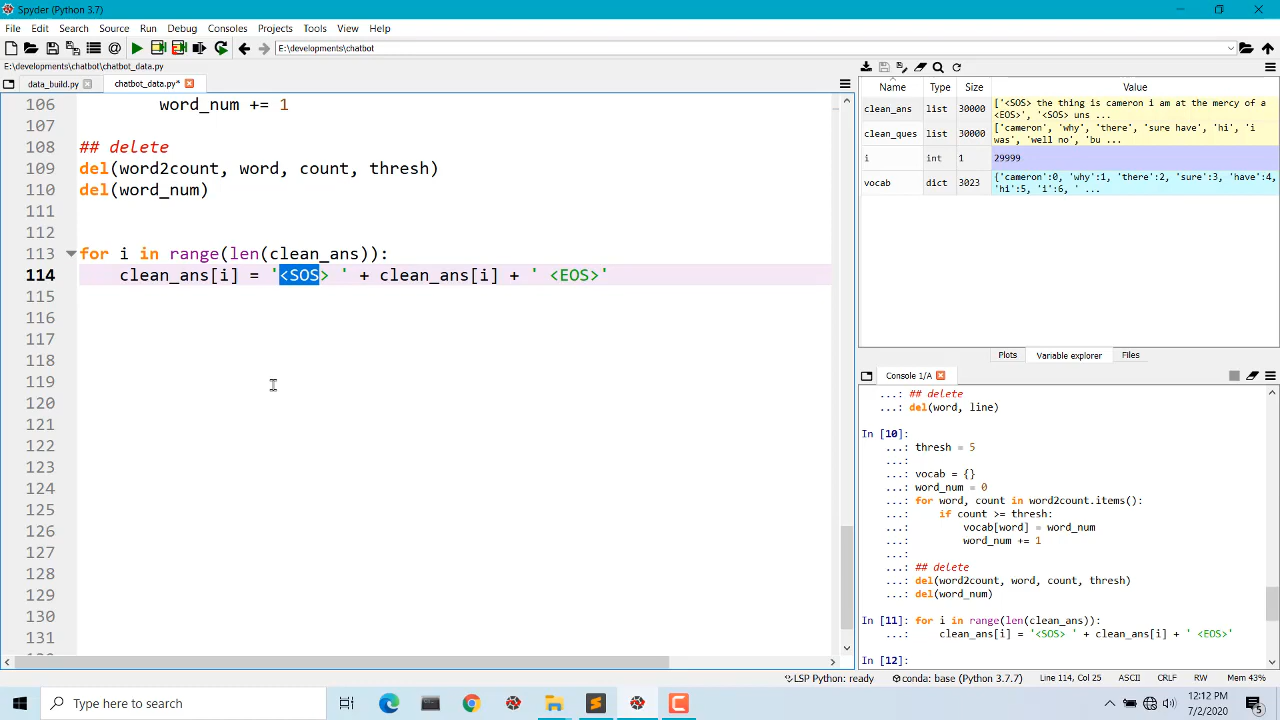 Spyder (Python 3.7)
File Edit Search Source Run Debug Consoles Projects Tools View Help
E:\developments\chatbot
E:\developments\chatbot\chatbot_data.py
data_build.py
chatbot_data.py*
106 word_num += 1
107
108 ## delete
109 del(word2count, word, count, thresh)
110 del(word_num)
111
112
113 for i in range(len(clean_ans)):
114 clean_ans[i] = '<SOS> ' + clean_ans[i] + ' <EOS>'
115
116
117
118
119
120
121
122
123
124
125
126
127
128
129
130
131
Name Type Size Value
clean_ans list 30000 ['<SOS> the thing is cameron i am at the mercy of a <EOS>', '<SOS> uns ...
clean_ques list 30000 ['cameron', 'why', 'there', 'sure have', 'hi', 'i was', 'well no', 'bu ...
i int 1 29999
vocab dict 3023 {'cameron':0, 'why':1, 'there':2, 'sure':3, 'have':4, 'hi':5, 'i':6, ' ...
Plots Variable explorer Files
Console 1/A
...: ## delete
...: del(word, line)
In [10]:
...: thresh = 5
...:
...: vocab = {}
...: word_num = 0
...: for word, count in word2count.items():
...: if count >= thresh:
...: vocab[word] = word_num
...: word_num += 1
...:
...: ## delete
...: del(word2count, word, count, thresh)
...: del(word_num)
In [11]: for i in range(len(clean_ans)):
...: clean_ans[i] = '<SOS> ' + clean_ans[i] + ' <EOS>'
In [12]:
LSP Python: ready conda: base (Python 3.7.7) Line 114, Col 25 ASCII CRLF RW Mem 43%
Type here to search
12:12 PM
7/2/2020
5